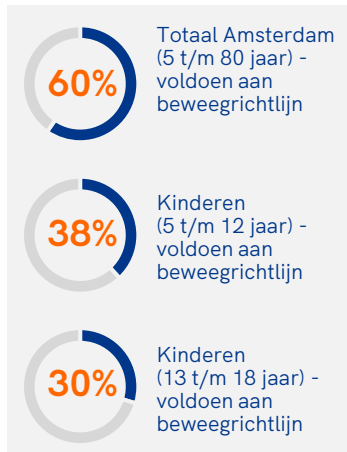 60%
Totaal Amsterdam
(5 t/m 80 jaar) -
voldoen aan
beweegrichtlijn
38%
Kinderen
(5 t/m 12 jaar) -
voldoen aan
beweegrichtlijn
30%
Kinderen
(13 t/m 18 jaar) -
voldoen aan
beweegrichtlijn